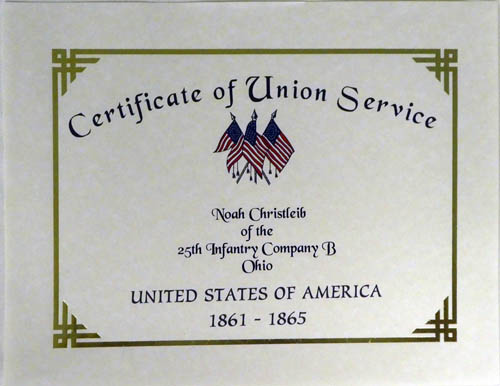 Certificate of Union Service
Noah Christleib
of the
25th Infantry Company B
Ohio
UNITED STATES OF AMERICA
1861 - 1865